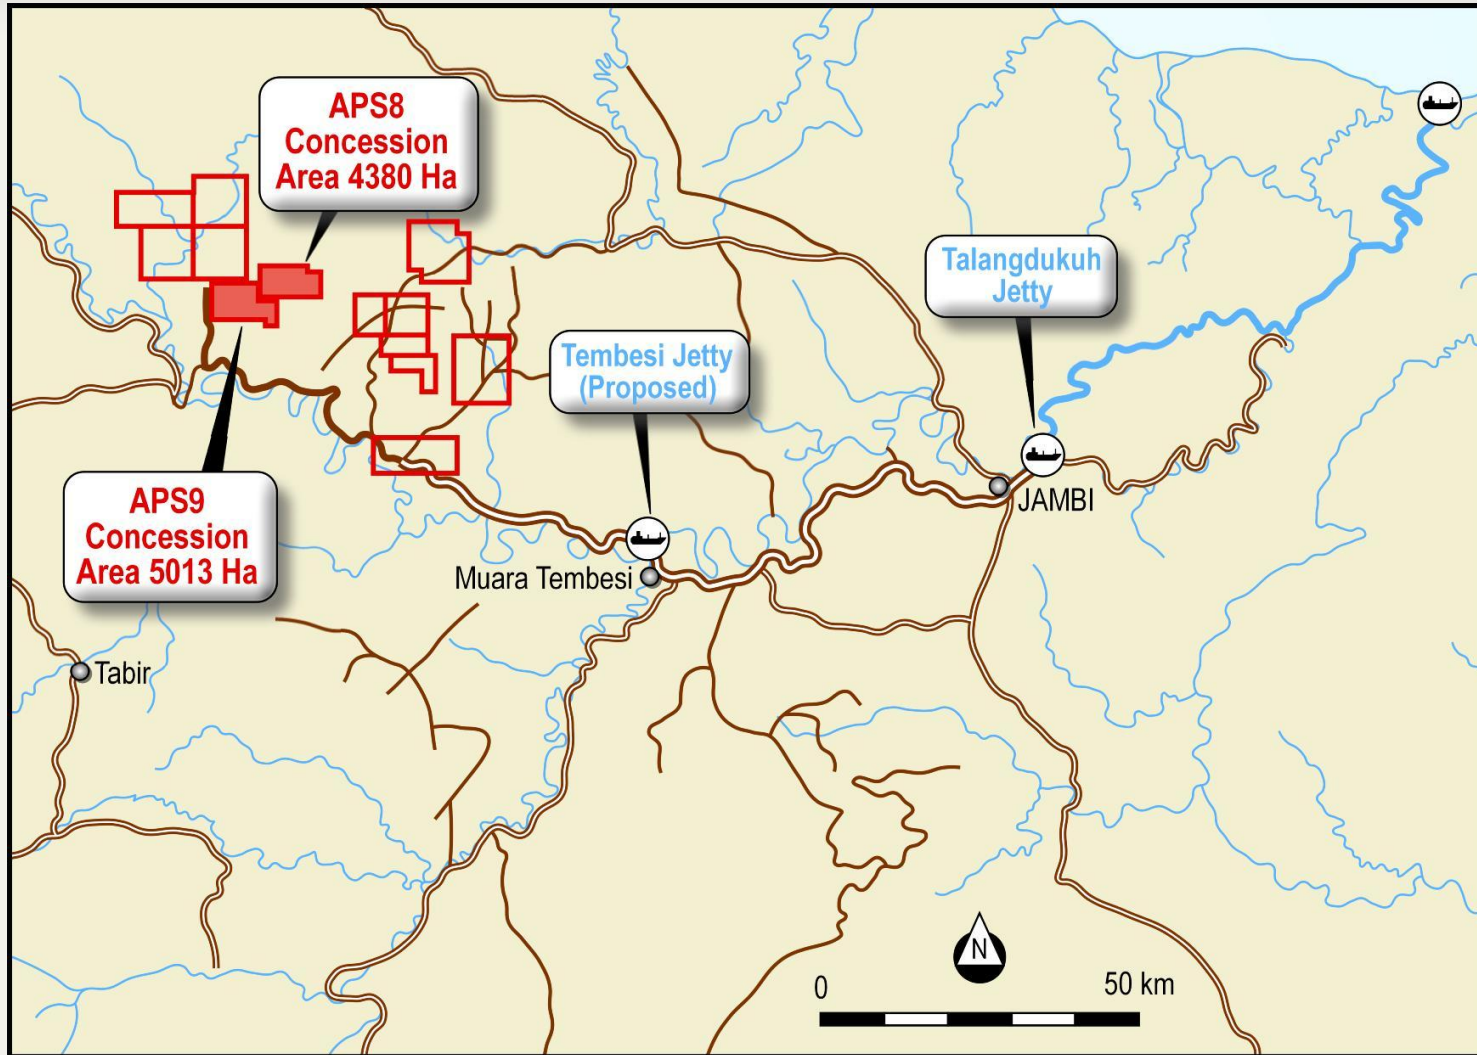 APS8
Concession
Area 4380 Ha
Talangdukuh
Jetty
Tembesi Jetty
(Proposed)
JAMBI
APS9
Concession
Area 5013 Ha
Muara Tembesi
Tabir
N
0
50 km